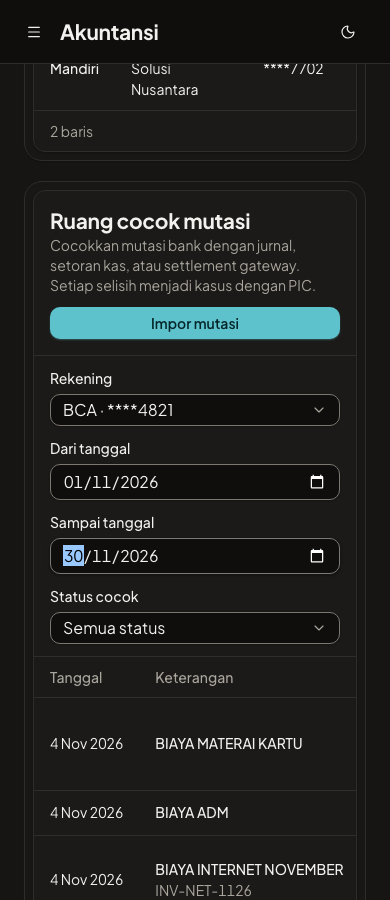 Akuntansi
Mandiri
Solusi
Nusantara
****7702
2 baris
Ruang cocok mutasi
Cocokkan mutasi bank dengan jurnal,
setoran kas, atau settlement gateway.
Setiap selisih menjadi kasus dengan PIC.
Impor mutasi
Rekening
BCA · ****4821
Dari tanggal
01/11/2026
Sampai tanggal
30/11/2026
Status cocok
Semua status
Tanggal Keterangan
4 Nov 2026 BIAYA MATERAI KARTU
4 Nov 2026 BIAYA ADM
4 Nov 2026 BIAYA INTERNET NOVEMBER
INV-NET-1126